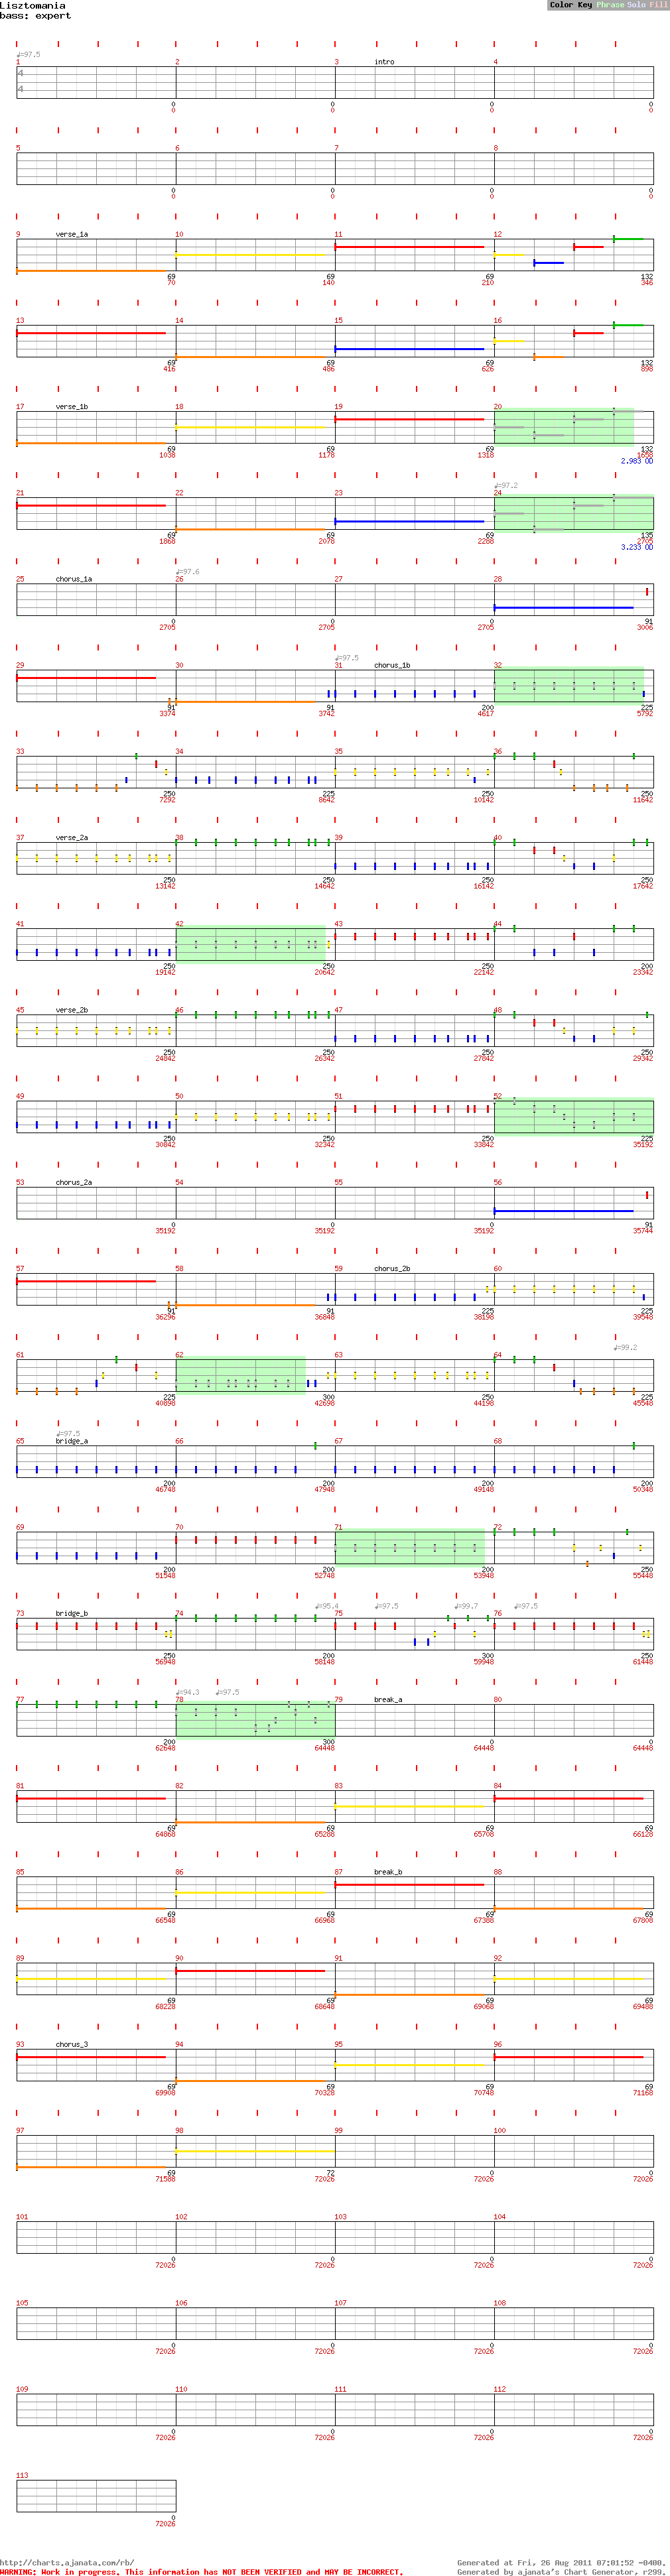 Lisztomania
Color Key Phrase Solo Fill
bass: expert
♩=97.5
1 2 3 intro 4
4
4
0 0 0 0
0 0 0 0
5 6 7 8
0 0 0 0
0 0 0 0
9 verse_1a 10 11 12
69 69 69 132
70 140 210 346
13 14 15 16
69 69 69 132
416 486 626 898
17 verse_1b 18 19 20
69 69 69 132
1038 1178 1318 1658
2.983 OD
♩=97.2
21 22 23 24
69 69 69 135
1868 2078 2288 2705
3.233 OD
♩=97.6
25 chorus_1a 26 27 28
0 0 0 91
2705 2705 2705 3006
♩=97.5
29 30 31 chorus_1b 32
91 91 200 225
3374 3742 4617 5792
33 34 35 36
250 225 250 250
7292 8642 10142 11642
37 verse_2a 38 39 40
250 250 250 250
13142 14642 16142 17642
41 42 43 44
250 250 250 200
19142 20642 22142 23342
45 verse_2b 46 47 48
250 250 250 250
24842 26342 27842 29342
49 50 51 52
250 250 250 225
30842 32342 33842 35192
53 chorus_2a 54 55 56
0 0 0 91
35192 35192 35192 35744
57 58 59 chorus_2b 60
91 91 225 225
36296 36848 38198 39548
♩=99.2
61 62 63 64
225 300 250 225
40898 42698 44198 45548
♩=97.5
65 bridge_a 66 67 68
200 200 200 200
46748 47948 49148 50348
69 70 71 72
200 200 200 250
51548 52748 53948 55448
♩=95.4 ♩=97.5 ♩=99.7 ♩=97.5
73 bridge_b 74 75 76
250 200 300 250
56948 58148 59948 61448
♩=94.3 ♩=97.5
77 78 79 break_a 80
200 300 0 0
62648 64448 64448 64448
81 82 83 84
69 69 69 69
64868 65288 65708 66128
85 86 87 break_b 88
69 69 69 69
66548 66968 67388 67808
89 90 91 92
69 69 69 69
68228 68648 69068 69488
93 chorus_3 94 95 96
69 69 69 69
69908 70328 70748 71168
97 98 99 100
69 72 0 0
71588 72026 72026 72026
101 102 103 104
0 0 0 0
72026 72026 72026 72026
105 106 107 108
0 0 0 0
72026 72026 72026 72026
109 110 111 112
0 0 0 0
72026 72026 72026 72026
113
0
72026
http://charts.ajanata.com/rb/
Generated at Fri, 26 Aug 2011 07:01:52 -0400.
WARNING: Work in progress. This information has NOT BEEN VERIFIED and MAY BE INCORRECT.
Generated by ajanata's Chart Generator, r299.